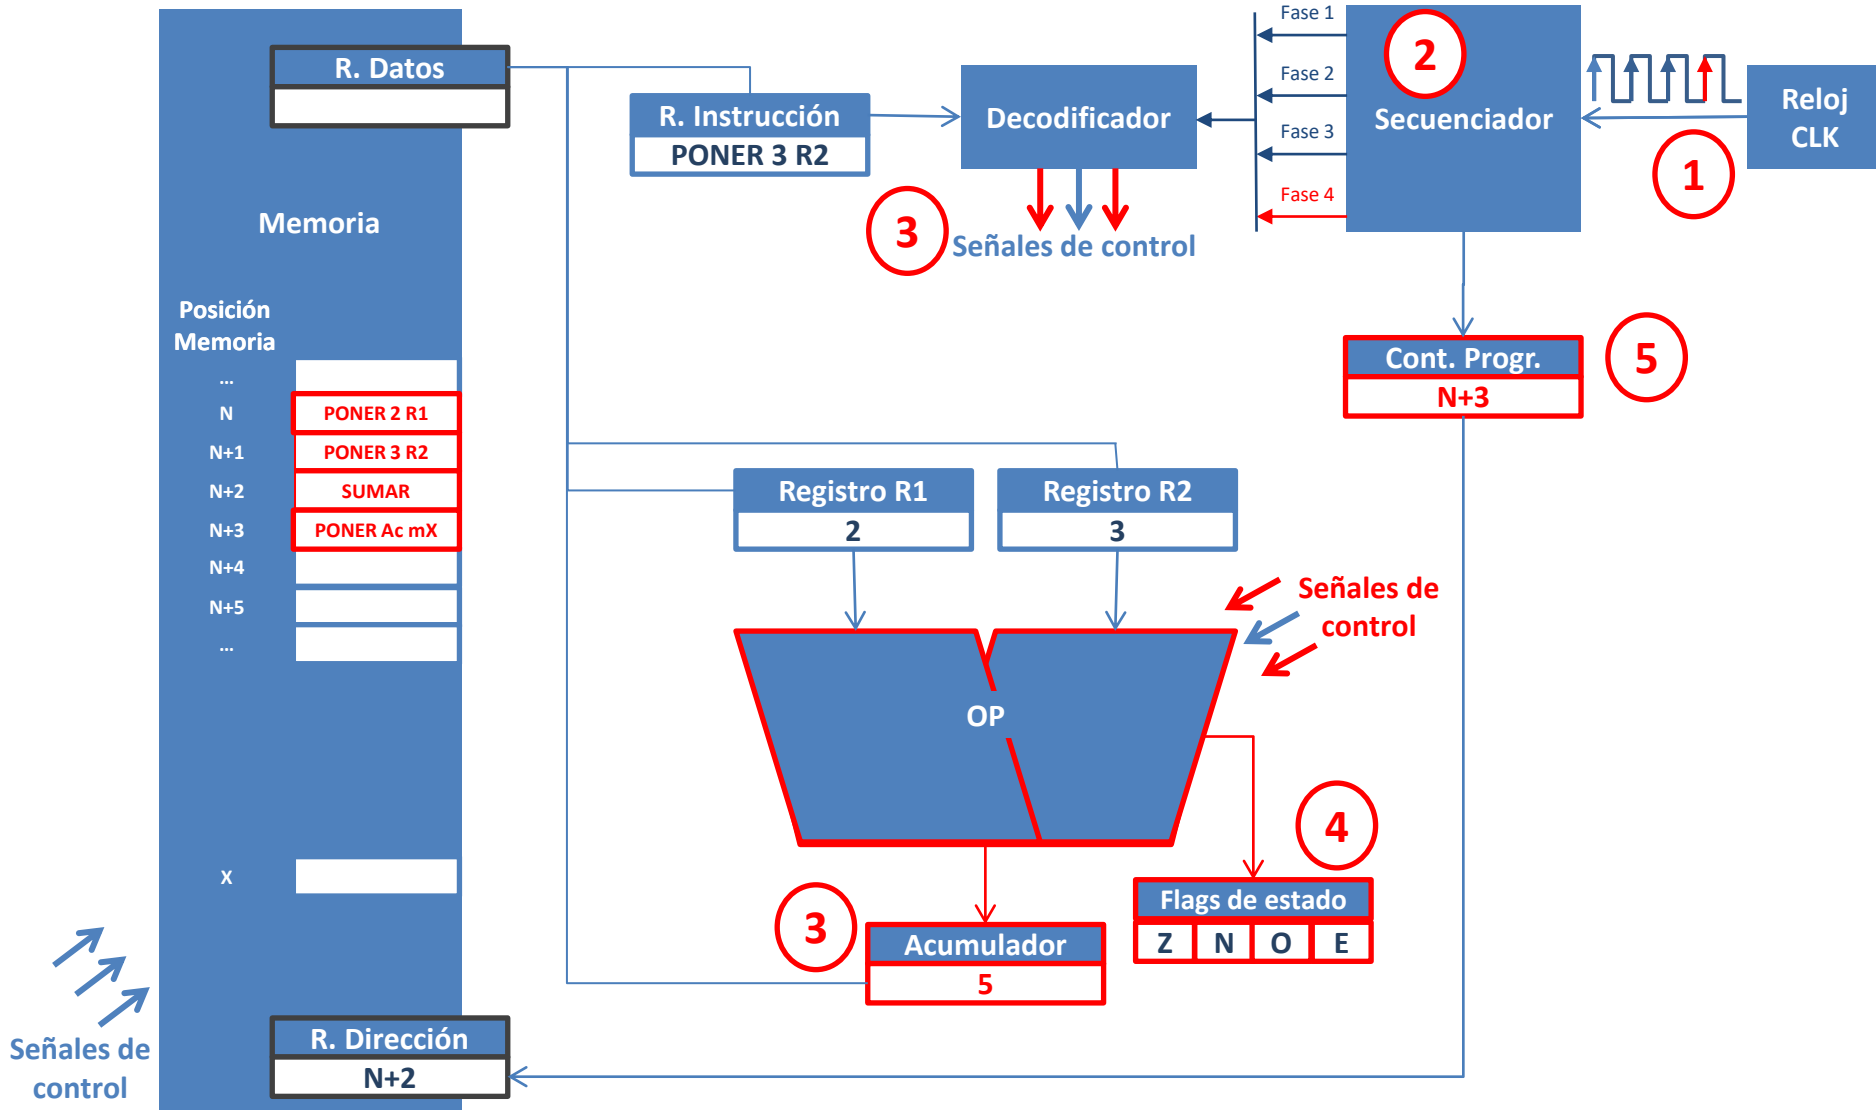 R. Datos
Memoria
Posición
Memoria
...
N
PONER 2 R1
N+1
PONER 3 R2
N+2
SUMAR
N+3
PONER Ac mX
N+4
N+5
...
X
Señales de
control
R. Dirección
N+2
R. Instrucción
PONER 3 R2
Decodificador
3
Señales de control
Fase 1
Fase 2
Fase 3
Fase 4
2
Secuenciador
1
Reloj
CLK
Cont. Progr.
N+3
5
Registro R1
2
Registro R2
3
Señales de
control
OP
4
Flags de estado
Z N O E
3
Acumulador
5